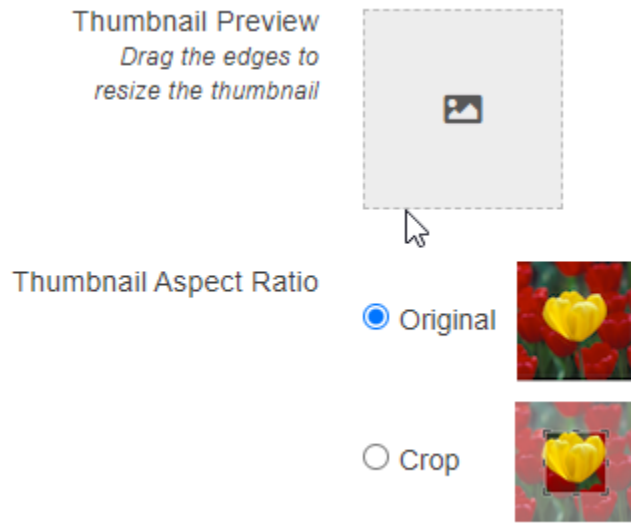 Thumbnail Preview
Drag the edges to
resize the thumbnail
Thumbnail Aspect Ratio
Original
Crop